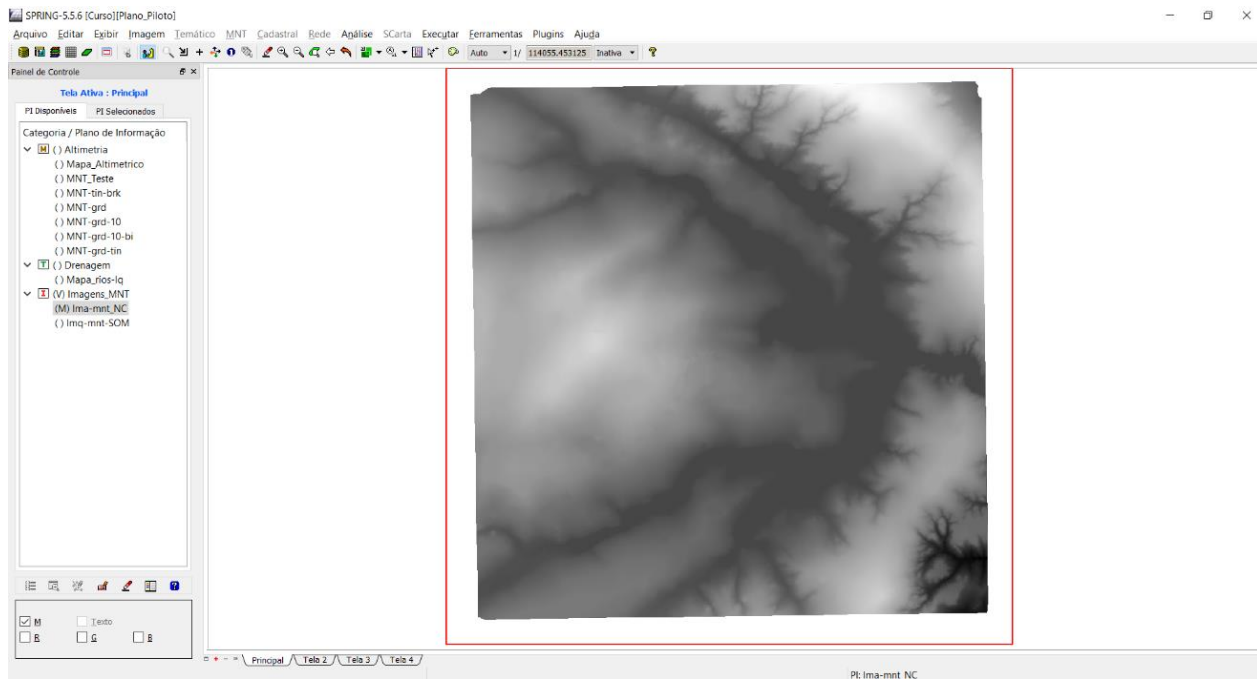 SPRING-5.5.6 [Curso][Plano_Piloto]
Arquivo Editar Exibir Imagem Temático MNT Cadastral Rede Análise SCarta Executar Ferramentas Plugins Ajuda
Auto 1/ 114055.453125 Inativa
Painel de Controle
Tela Ativa : Principal
PI Disponíveis PI Selecionados
Categoria / Plano de Informação
M () Altimetria
() Mapa_Altimetrico
() MNT_Teste
() MNT-tin-brk
() MNT-grd
() MNT-grd-10
() MNT-grd-10-bi
() MNT-grd-tin
T () Drenagem
() Mapa_rios-lq
I (V) Imagens_MNT
(M) Ima-mnt_NC
() Imq-mnt-SOM
M Texto
R G B
Principal Tela 2 Tela 3 Tela 4
PI: Ima-mnt_NC